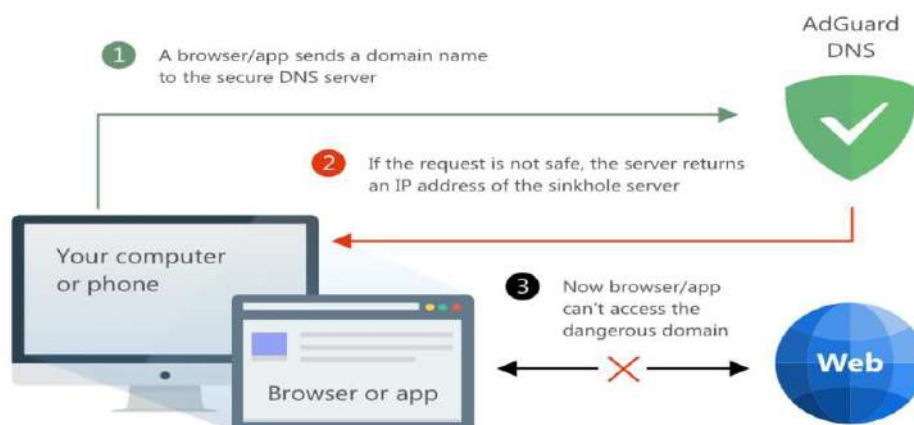 AdGuard
DNS
1
A browser/app sends a domain name
to the secure DNS server
2
If the request is not safe, the server returns
an IP address of the sinkhole server
Your computer
or phone
3
Now browser/app
can't access the
dangerous domain
Browser or app
Web